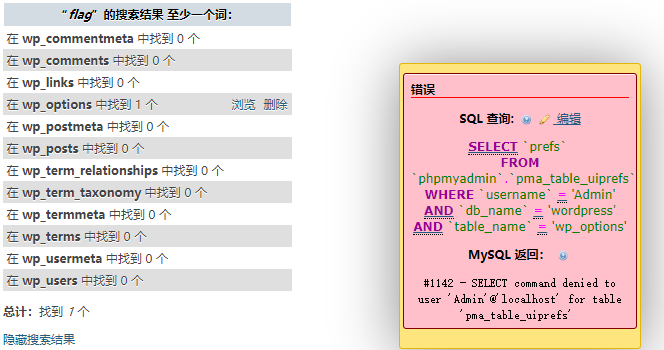 “flag” 的搜索结果 至少一个词:
在 wp_commentmeta 中找到 0 个
在 wp_comments 中找到 0 个
在 wp_links 中找到 0 个
在 wp_options 中找到 1 个 浏览 删除
在 wp_postmeta 中找到 0 个
在 wp_posts 中找到 0 个
在 wp_term_relationships 中找到 0 个
在 wp_term_taxonomy 中找到 0 个
在 wp_termmeta 中找到 0 个
在 wp_terms 中找到 0 个
在 wp_usermeta 中找到 0 个
在 wp_users 中找到 0 个
总计: 找到 1 个
隐藏搜索结果
错误
SQL 查询: 编辑
SELECT `prefs`
FROM
`phpmyadmin`.`pma_table_uiprefs`
WHERE `username` = 'Admin'
AND `db_name` = 'wordpress'
AND `table_name` = 'wp_options'
MySQL 返回:
#1142 - SELECT command denied to
user 'Admin'@'localhost' for table
'pma_table_uiprefs'